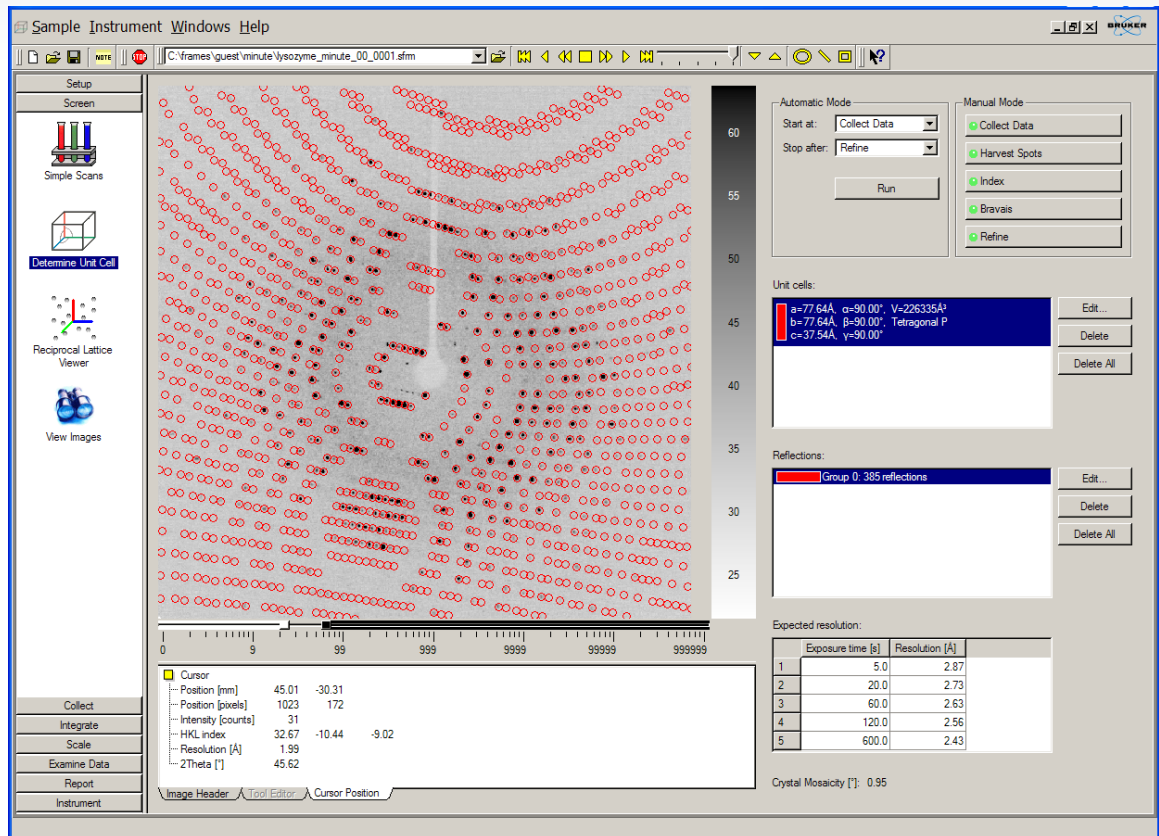 Sample Instrument Windows Help
BRUKER
NOTE
STOP
C:\frames\guest\minute\lysozyme_minute_00_0001.sfrm
Setup
Screen
Simple Scans
Determine Unit Cell
Reciprocal Lattice
Viewer
View Images
Collect
Integrate
Scale
Examine Data
Report
Instrument
60
55
50
45
40
35
30
25
0 9 99 999 9999 99999 999999
Cursor
Position [mm] 45.01 -30.31
Position [pixels] 1023 172
Intensity [counts] 31
HKL index 32.67 -10.44 -9.02
Resolution [Å] 1.99
2Theta [°] 45.62
Image Header Tool Editor Cursor Position
Automatic Mode
Start at: Collect Data
Stop after: Refine
Run
Manual Mode
Collect Data
Harvest Spots
Index
Bravais
Refine
Unit cells:
a=77.64Å, α=90.00°, V=226335Å³
b=77.64Å, β=90.00°, Tetragonal P
c=37.54Å, γ=90.00°
Edit...
Delete
Delete All
Reflections:
Group 0: 385 reflections
Edit...
Delete
Delete All
Expected resolution:
Exposure time [s] Resolution [Å]
1 5.0 2.87
2 20.0 2.73
3 60.0 2.63
4 120.0 2.56
5 600.0 2.43
Crystal Mosaicity [°]: 0.95